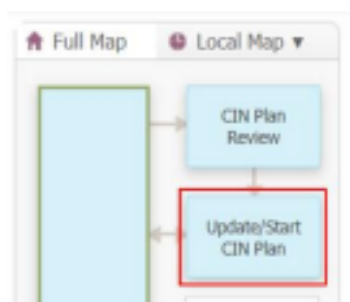 Full Map Local Map ▼
CIN Plan
Review
Update/Start
CIN Plan